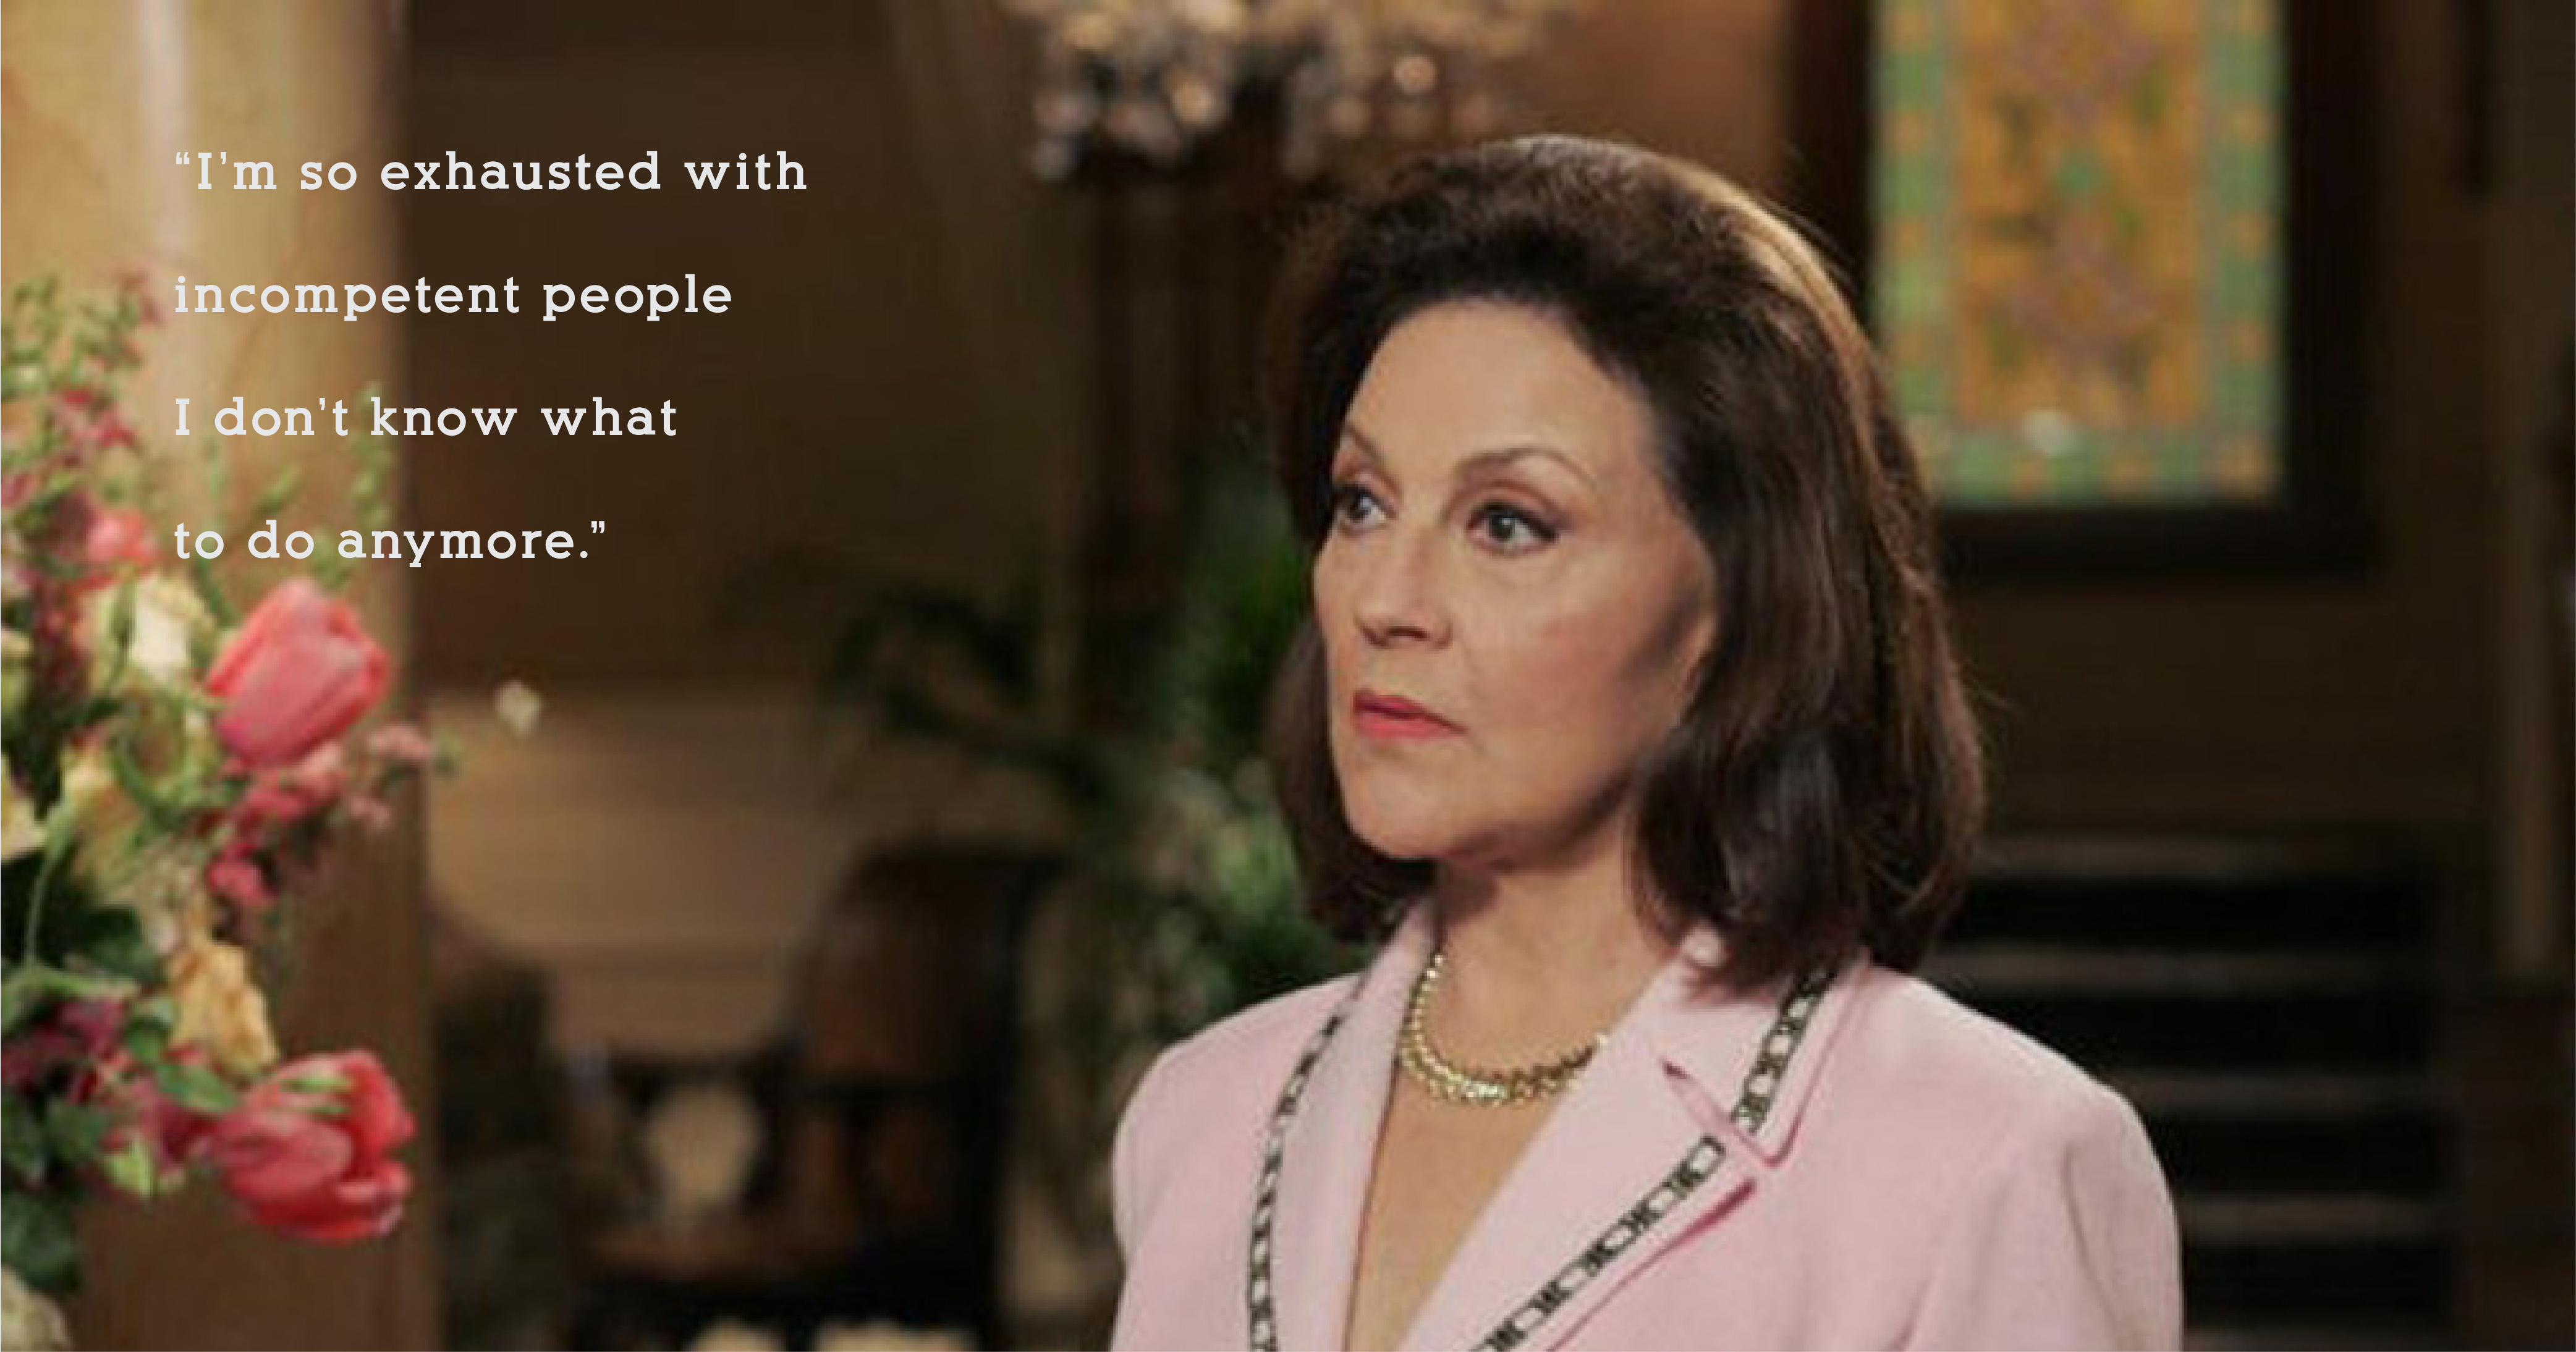 “I’m so exhausted with
incompetent people
I don’t know what
to do anymore.”